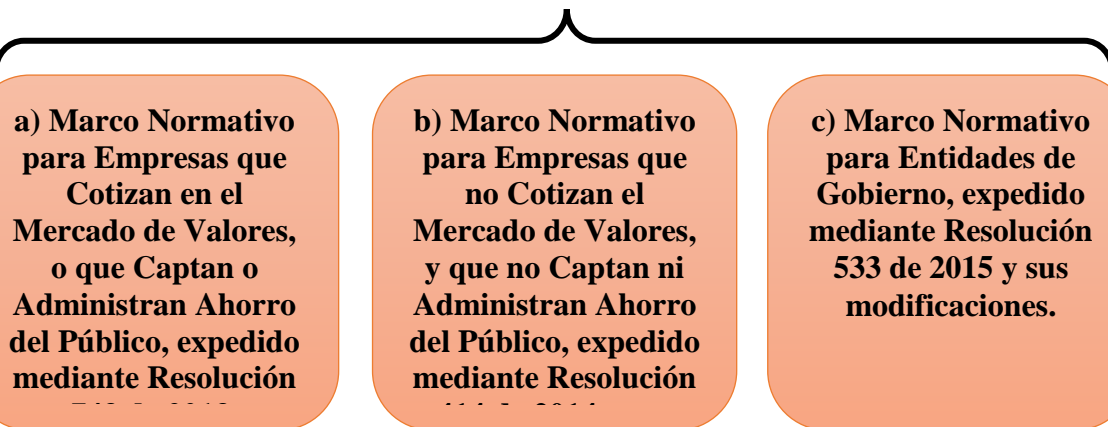 a) Marco Normativo
para Empresas que
Cotizan en el
Mercado de Valores,
o que Captan o
Administran Ahorro
del Público, expedido
mediante Resolución
b) Marco Normativo
para Empresas que
no Cotizan el
Mercado de Valores,
y que no Captan ni
Administran Ahorro
del Público, expedido
mediante Resolución
c) Marco Normativo
para Entidades de
Gobierno, expedido
mediante Resolución
533 de 2015 y sus
modificaciones.